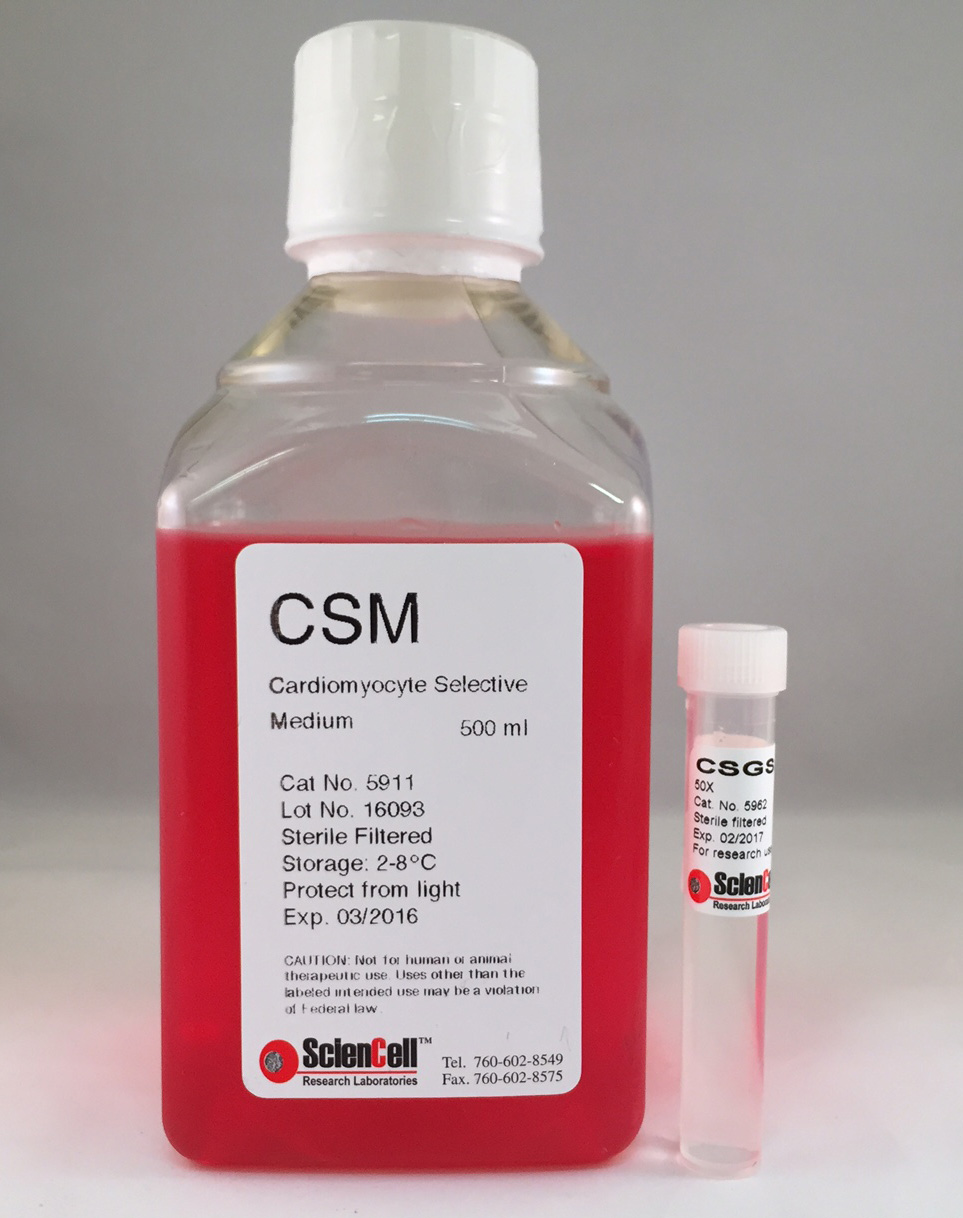 CSM
Cardiomyocyte Selective
Medium 500 ml
Cat No. 5911
Lot No. 16093
Sterile Filtered
Storage: 2-8°C
Protect from light
Exp. 03/2016
CAUTION: Not for human or animal
therapeutic use. Uses other than the
labeled intended use may be a violation
of Federal law.
ScienCell™
Research Laboratories
Tel. 760-602-8549
Fax. 760-602-8575
CSGS
50X
Cat. No. 5962
Sterile filtered
Exp. 02/2017
For research
ScienCe
Research